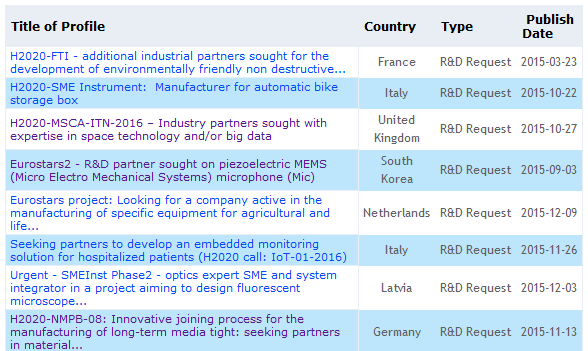 Title of Profile Country Type Publish Date
H2020-FTI - additional industrial partners sought for the
development of environmentally friendly non destructive...
France R&D Request 2015-03-23
H2020-SME Instrument: Manufacturer for automatic bike
storage box
Italy R&D Request 2015-10-22
H2020-MSCA-ITN-2016 – Industry partners sought with
expertise in space technology and/or big data
United
Kingdom
R&D Request 2015-10-27
Eurostars2 - R&D partner sought on piezoelectric MEMS
(Micro Electro Mechanical Systems) microphone (Mic)
South
Korea
R&D Request 2015-09-03
Eurostars project: Looking for a company active in the
manufacturing of specific equipment for agricultural and
life...
Netherlands R&D Request 2015-12-09
Seeking partners to develop an embedded monitoring
solution for hospitalized patients (H2020 call: IoT-01-2016)
Italy R&D Request 2015-11-26
Urgent - SMEInst Phase2 - optics expert SME and system
integrator in a project aiming to design fluorescent
microscope...
Latvia R&D Request 2015-12-03
H2020-NMPB-08: Innovative joining process for the
manufacturing of long-term media tight: seeking partners
in material...
Germany R&D Request 2015-11-13